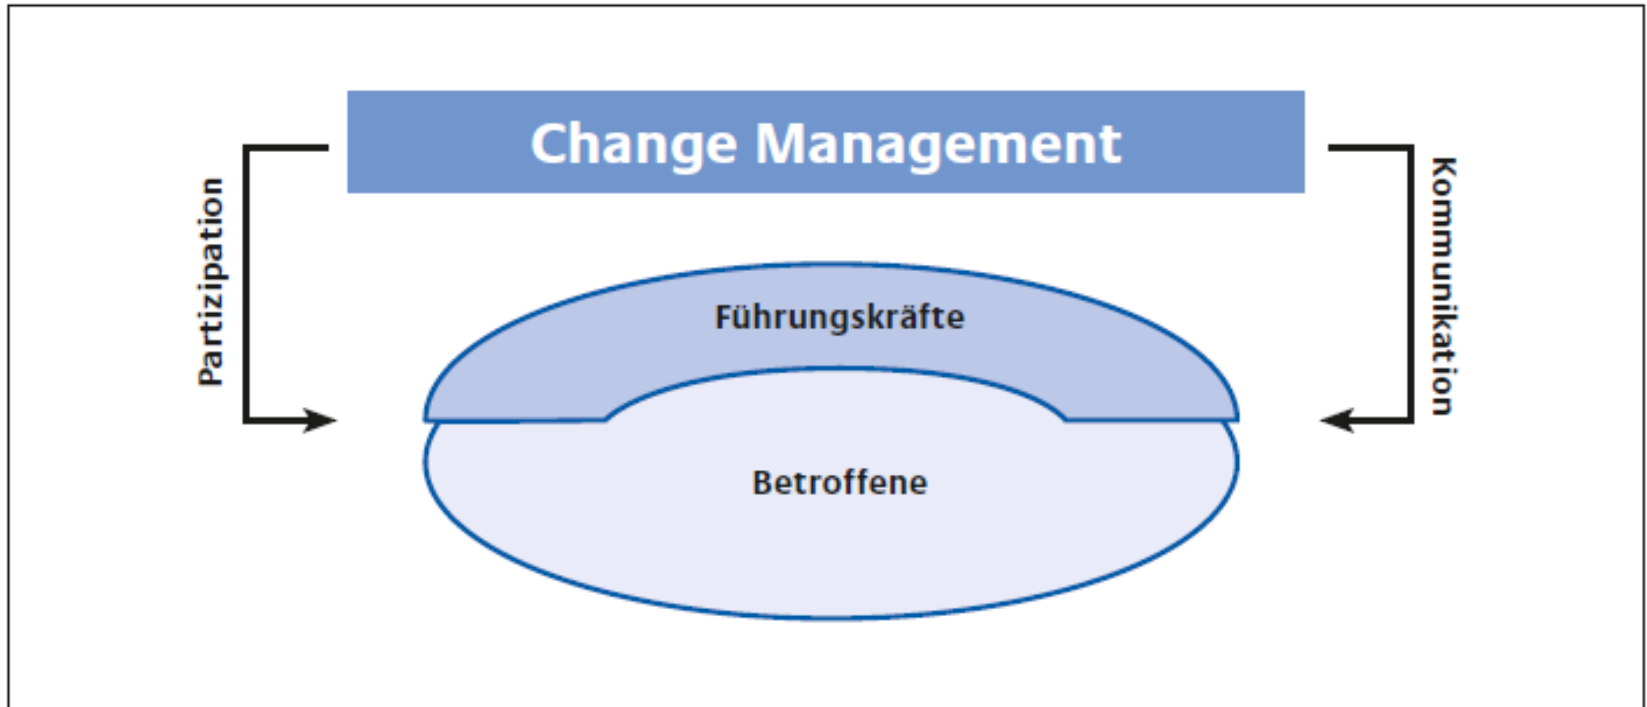 Change Management
Partizipation
Kommunikation
Führungskräfte
Betroffene